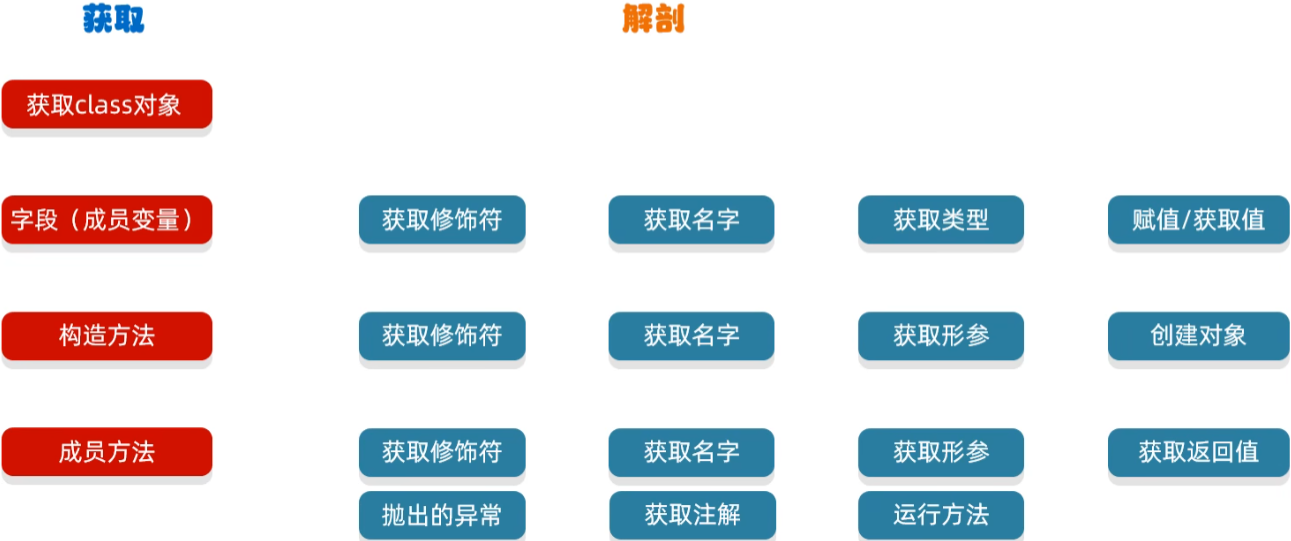 获取 解剖
获取class对象
字段（成员变量） 获取修饰符 获取名字 获取类型 赋值/获取值
构造方法 获取修饰符 获取名字 获取形参 创建对象
成员方法 获取修饰符 获取名字 获取形参 获取返回值
抛出的异常 获取注解 运行方法